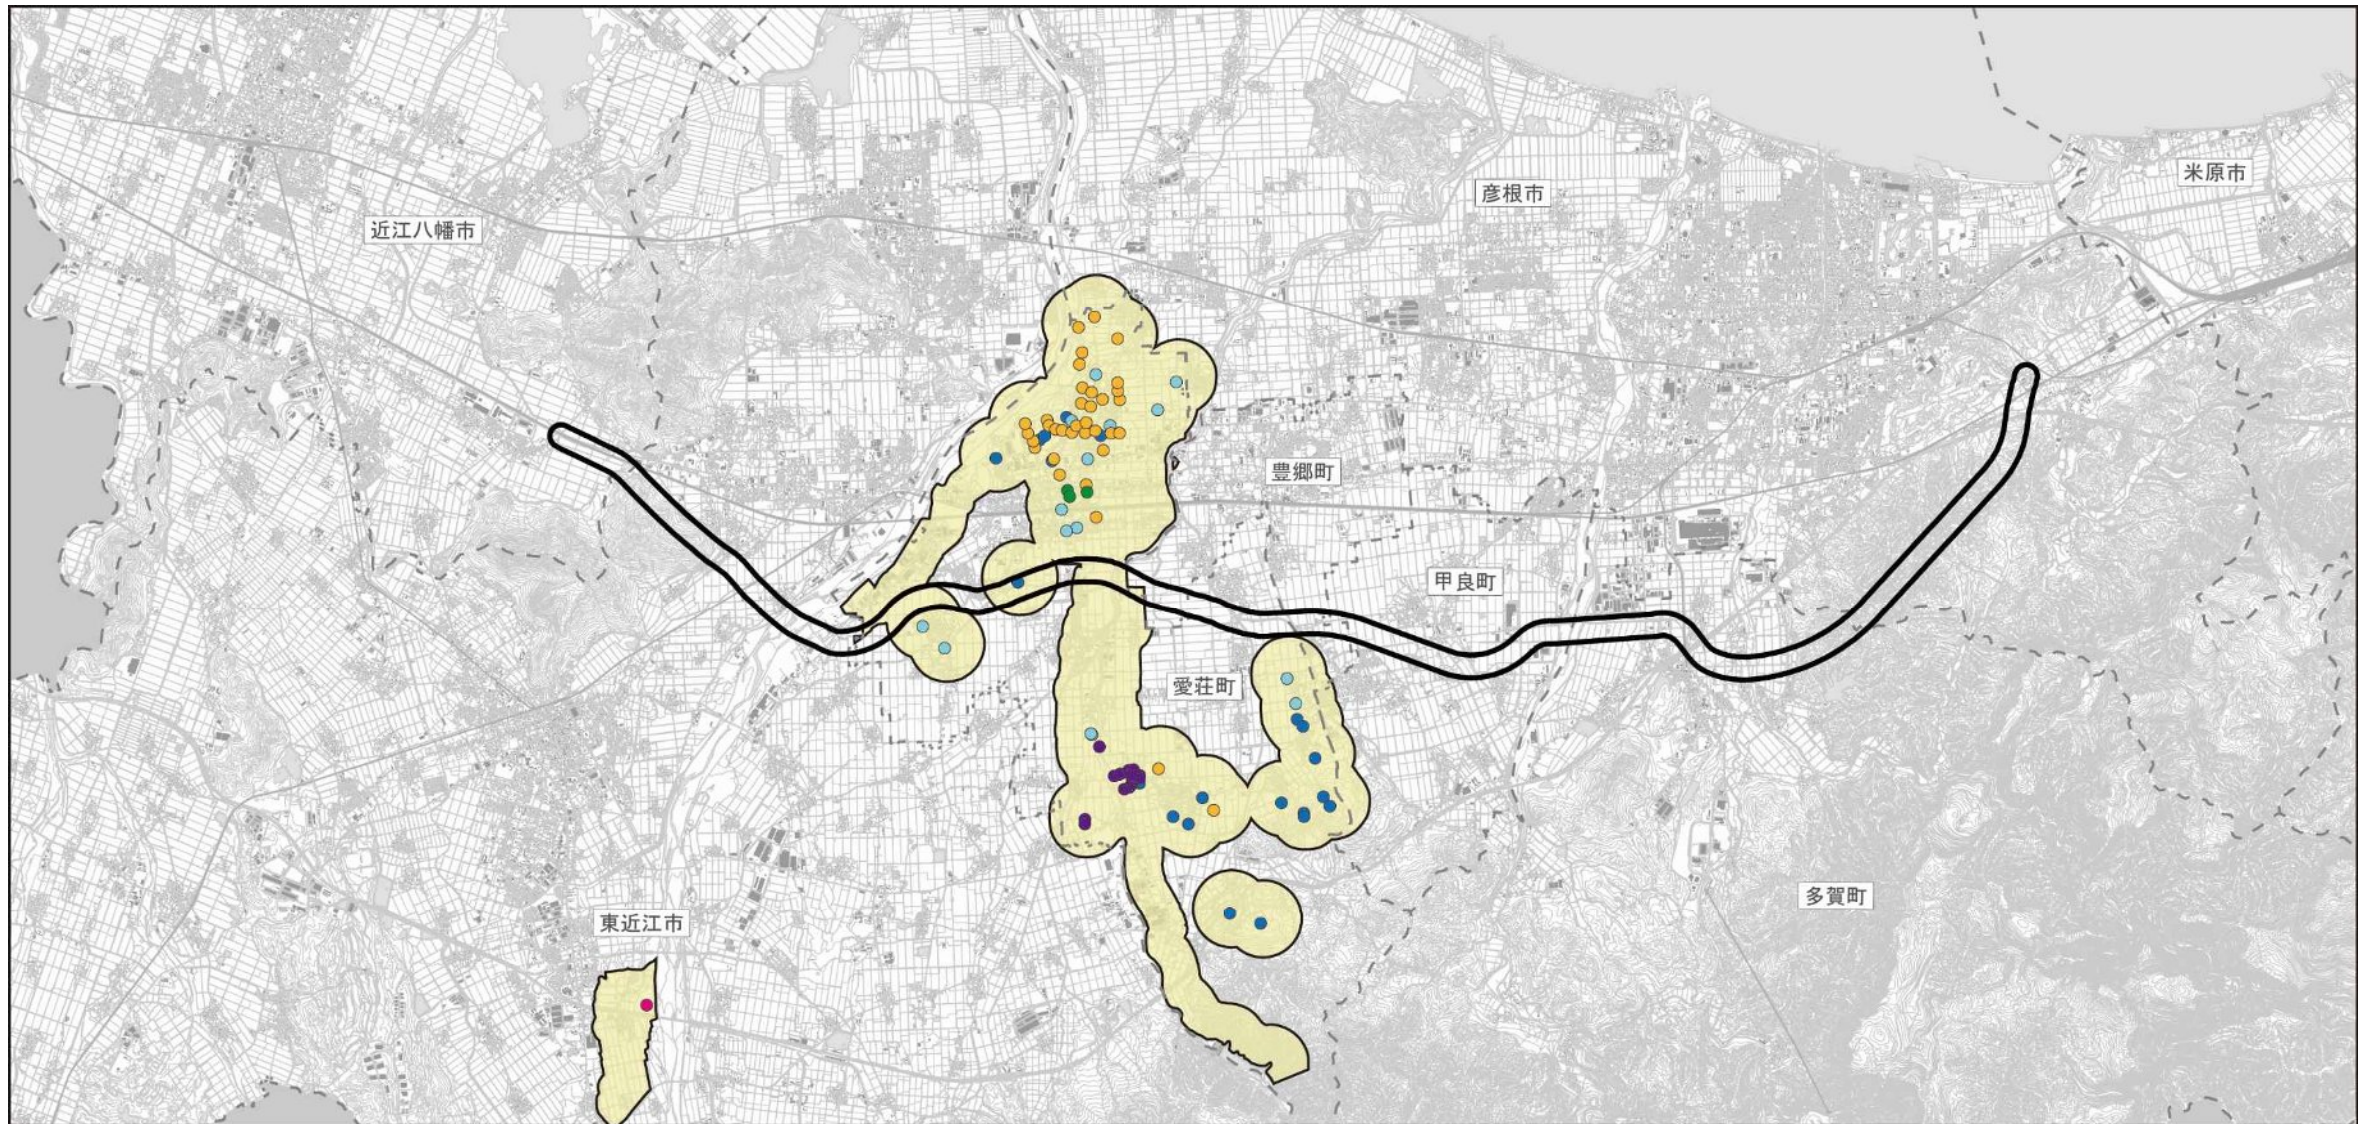 米原市
彦根市
近江八幡市
豊郷町
甲良町
愛荘町
多賀町
東近江市